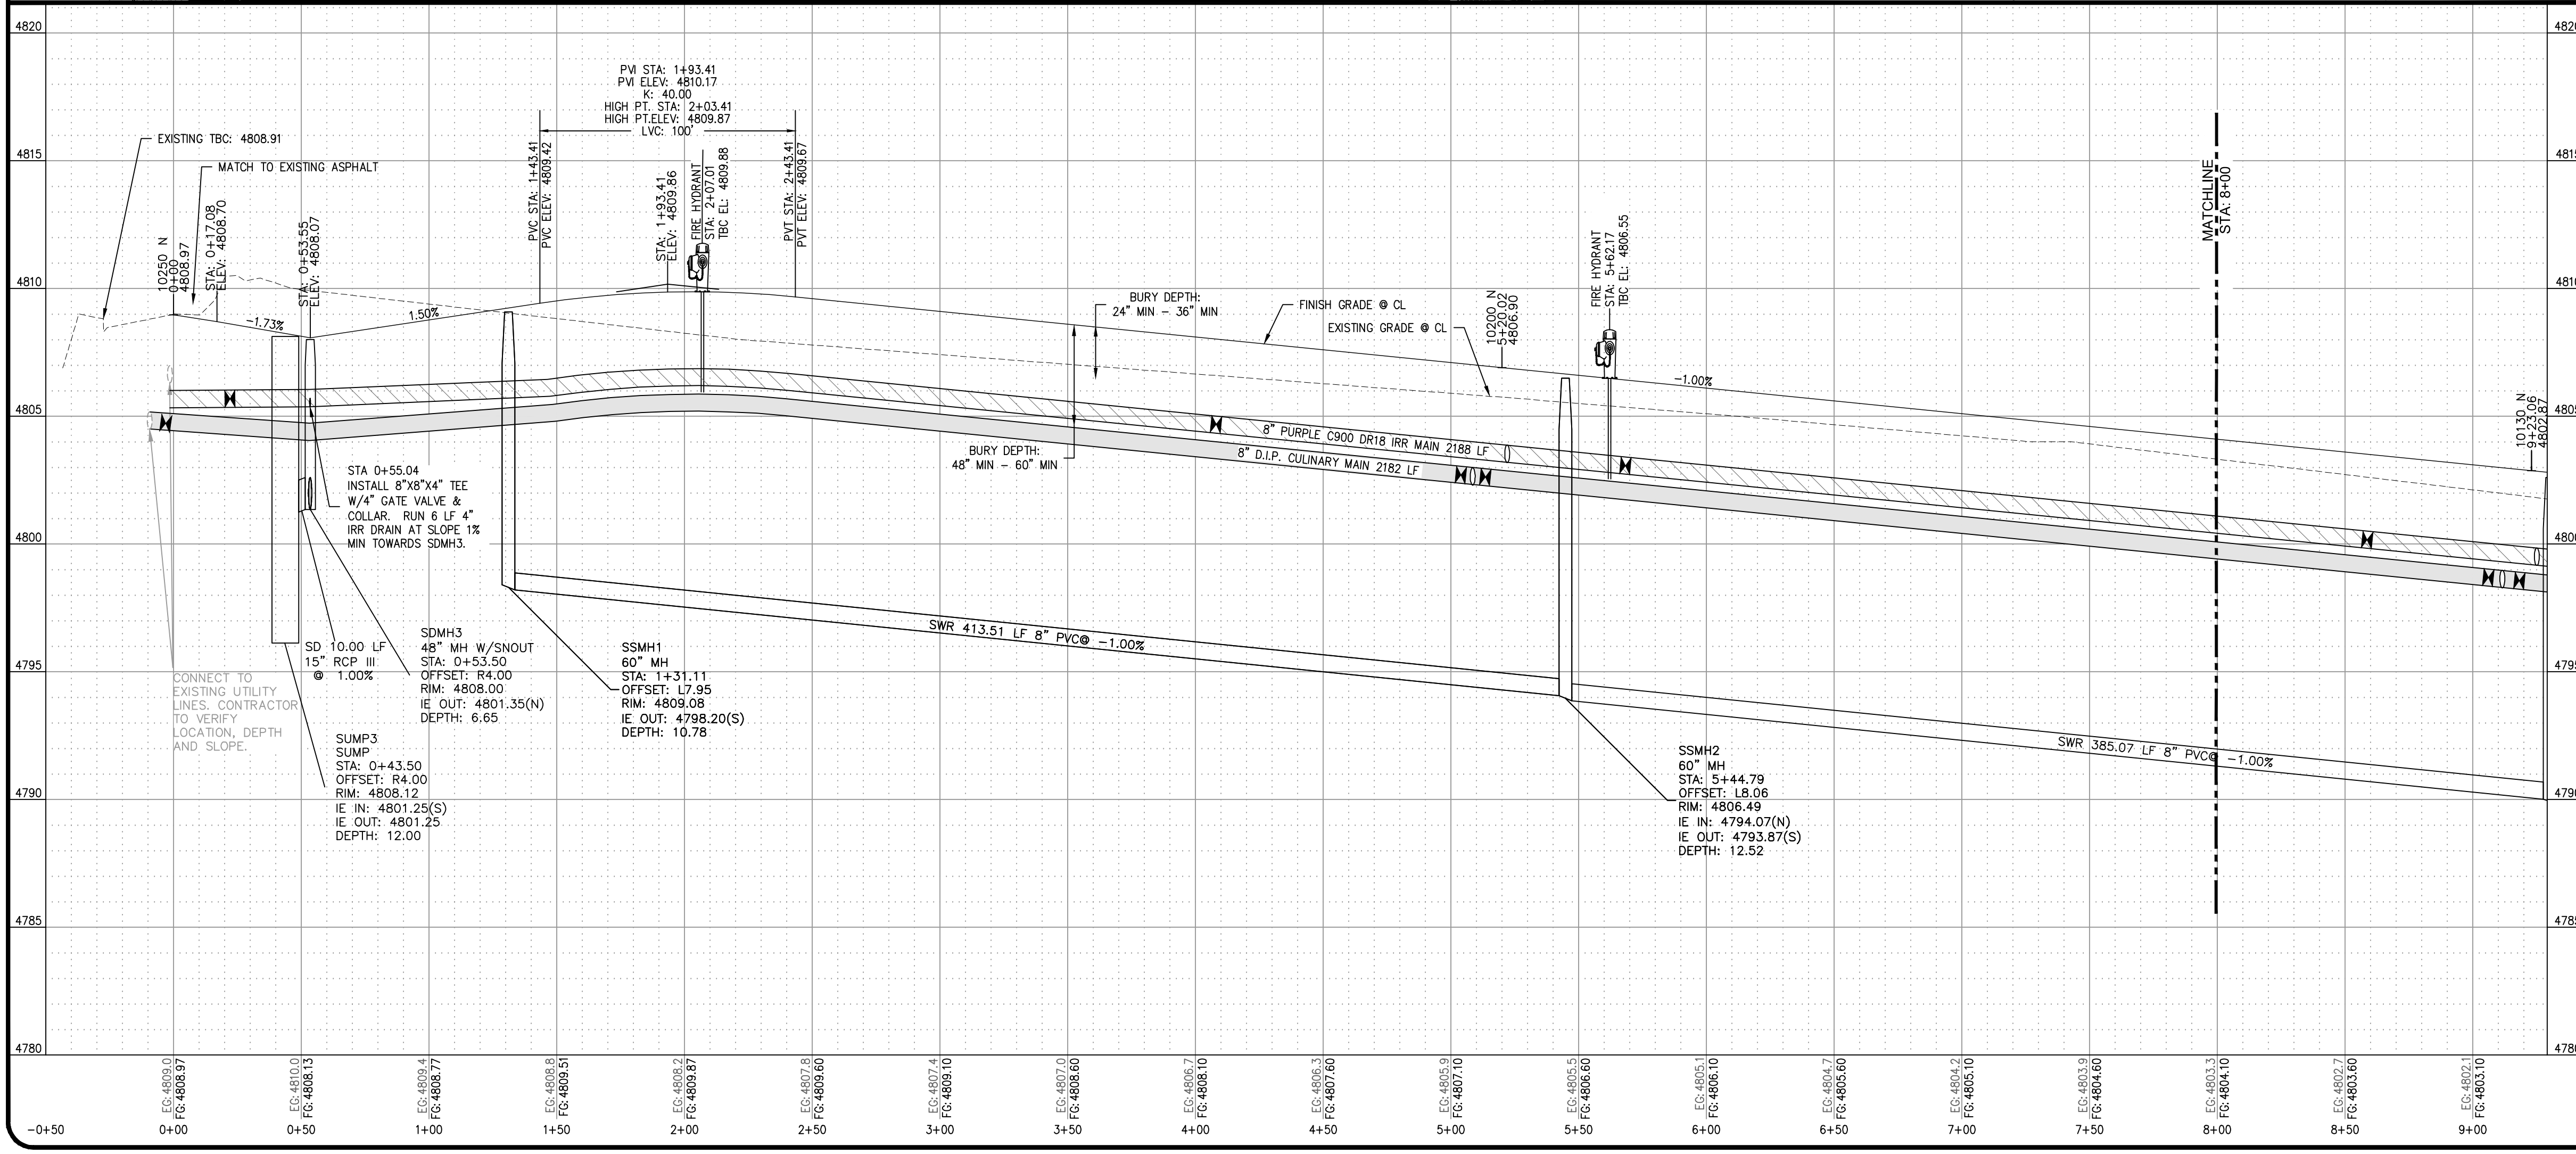 4820
4815
4810
4805
4800
4795
4790
4785
4780
EXISTING TBC: 4808.91
MATCH TO EXISTING ASPHALT
10250 N
0+00
4808.97
STA: 0+17.08
ELEV: 4808.70
-1.73%
STA: 0+53.55
ELEV: 4808.07
1.50%
PVI STA: 1+93.41
PVI ELEV: 4810.17
K: 40.00
HIGH PT. STA: 2+03.41
HIGH PT.ELEV: 4809.87
LVC: 100'
PVC STA: 1+43.41
PVC ELEV: 4809.42
STA: 1+93.41
ELEV: 4809.86
FIRE HYDRANT
STA: 2+07.01
TBC EL: 4809.88
PVT STA: 2+43.41
PVT ELEV: 4809.67
BURY DEPTH:
24" MIN - 36" MIN
FINISH GRADE @ CL
EXISTING GRADE @ CL
10200 N
5+20.02
4806.90
FIRE HYDRANT
STA: 5+62.17
TBC EL: 4806.55
-1.00%
MATCHLINE
STA: 8+00
10130 N
9+23.06
4802.87
8" PURPLE C900 DR18 IRR MAIN 2188 LF
8" D.I.P. CULINARY MAIN 2182 LF
BURY DEPTH:
48" MIN - 60" MIN
STA 0+55.04
INSTALL 8"X8"X4" TEE
W/4" GATE VALVE &
COLLAR. RUN 6 LF 4"
IRR DRAIN AT SLOPE 1%
MIN TOWARDS SDMH3.
SD 10.00 LF
15" RCP III
@ 1.00%
SDMH3
48" MH W/SNOUT
STA: 0+53.50
OFFSET: R4.00
RIM: 4808.00
IE OUT: 4801.35(N)
DEPTH: 6.65
SSMH1
60" MH
STA: 1+31.11
OFFSET: L7.95
RIM: 4809.08
IE OUT: 4798.20(S)
DEPTH: 10.78
SWR 413.51 LF 8" PVC@ -1.00%
CONNECT TO
EXISTING UTILITY
LINES. CONTRACTOR
TO VERIFY
LOCATION, DEPTH
AND SLOPE.
SUMP3
SUMP
STA: 0+43.50
OFFSET: R4.00
RIM: 4808.12
IE IN: 4801.25(S)
IE OUT: 4801.25
DEPTH: 12.00
SSMH2
60" MH
STA: 5+44.79
OFFSET: L8.06
RIM: 4806.49
IE IN: 4794.07(N)
IE OUT: 4793.87(S)
DEPTH: 12.52
SWR 385.07 LF 8" PVC@ -1.00%
EG: 4809.0
FG: 4808.97
EG: 4810.0
FG: 4808.13
EG: 4809.4
FG: 4808.77
EG: 4808.8
FG: 4809.51
EG: 4808.2
FG: 4809.87
EG: 4807.8
FG: 4809.60
EG: 4807.4
FG: 4809.10
EG: 4807.0
FG: 4808.60
EG: 4806.7
FG: 4808.10
EG: 4806.3
FG: 4807.60
EG: 4805.9
FG: 4807.10
EG: 4805.5
FG: 4806.60
EG: 4805.1
FG: 4806.10
EG: 4804.7
FG: 4805.60
EG: 4804.2
FG: 4805.10
EG: 4803.9
FG: 4804.60
EG: 4803.3
FG: 4804.10
EG: 4802.7
FG: 4803.60
EG: 4802.1
FG: 4803.10
-0+50 0+00 0+50 1+00 1+50 2+00 2+50 3+00 3+50 4+00 4+50 5+00 5+50 6+00 6+50 7+00 7+50 8+00 8+50 9+00